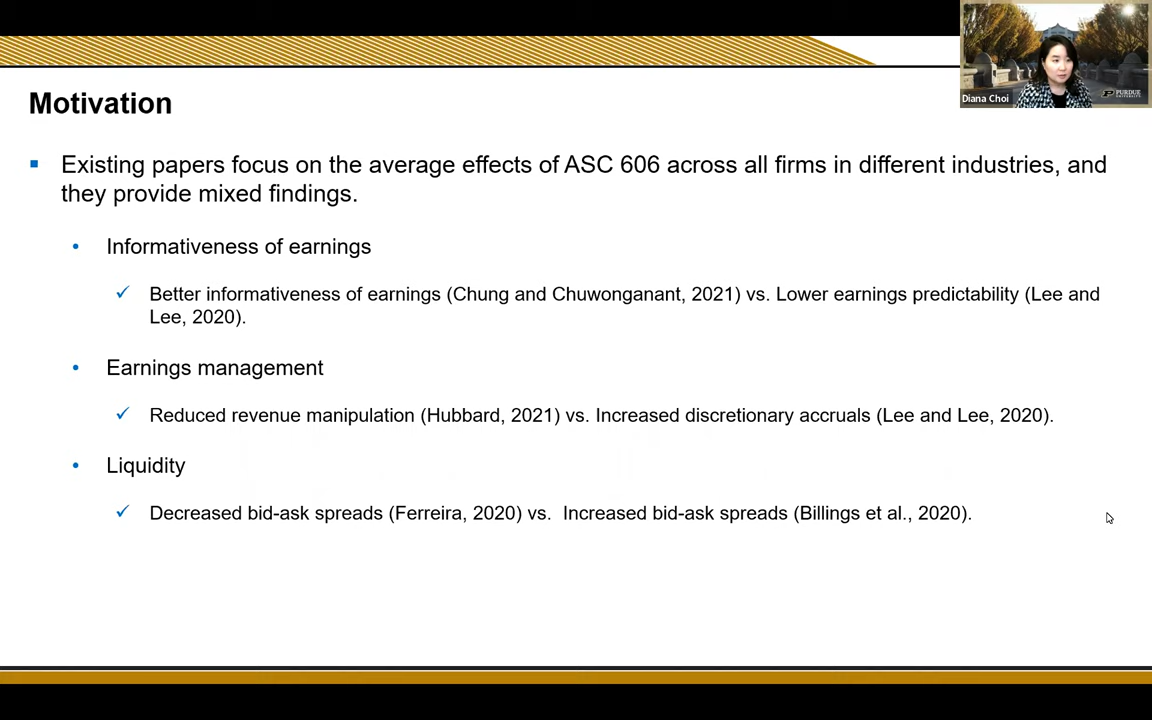 Diana Choi
PURDUE
UNIVERSITY
Motivation
Existing papers focus on the average effects of ASC 606 across all firms in different industries, and
they provide mixed findings.
Informativeness of earnings
Better informativeness of earnings (Chung and Chuwonganant, 2021) vs. Lower earnings predictability (Lee and
Lee, 2020).
Earnings management
Reduced revenue manipulation (Hubbard, 2021) vs. Increased discretionary accruals (Lee and Lee, 2020).
Liquidity
Decreased bid-ask spreads (Ferreira, 2020) vs.  Increased bid-ask spreads (Billings et al., 2020).